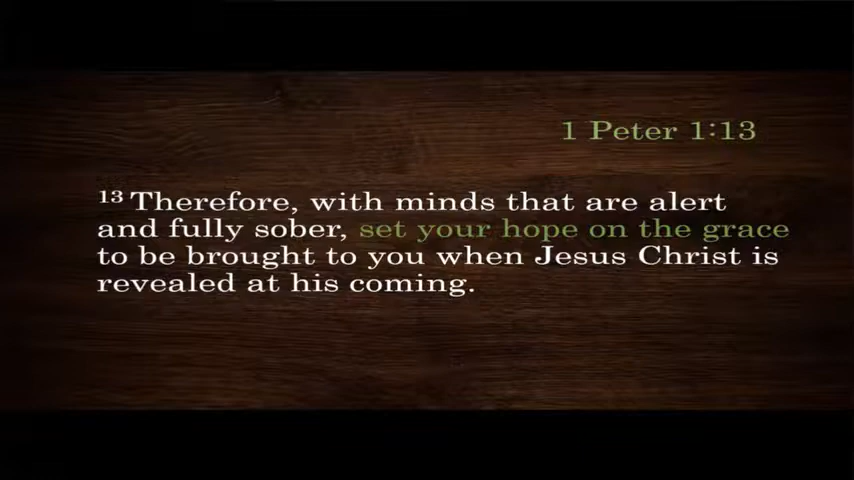 1 Peter 1:13
13 Therefore, with minds that are alert
and fully sober, set your hope on the grace
to be brought to you when Jesus Christ is
revealed at his coming.